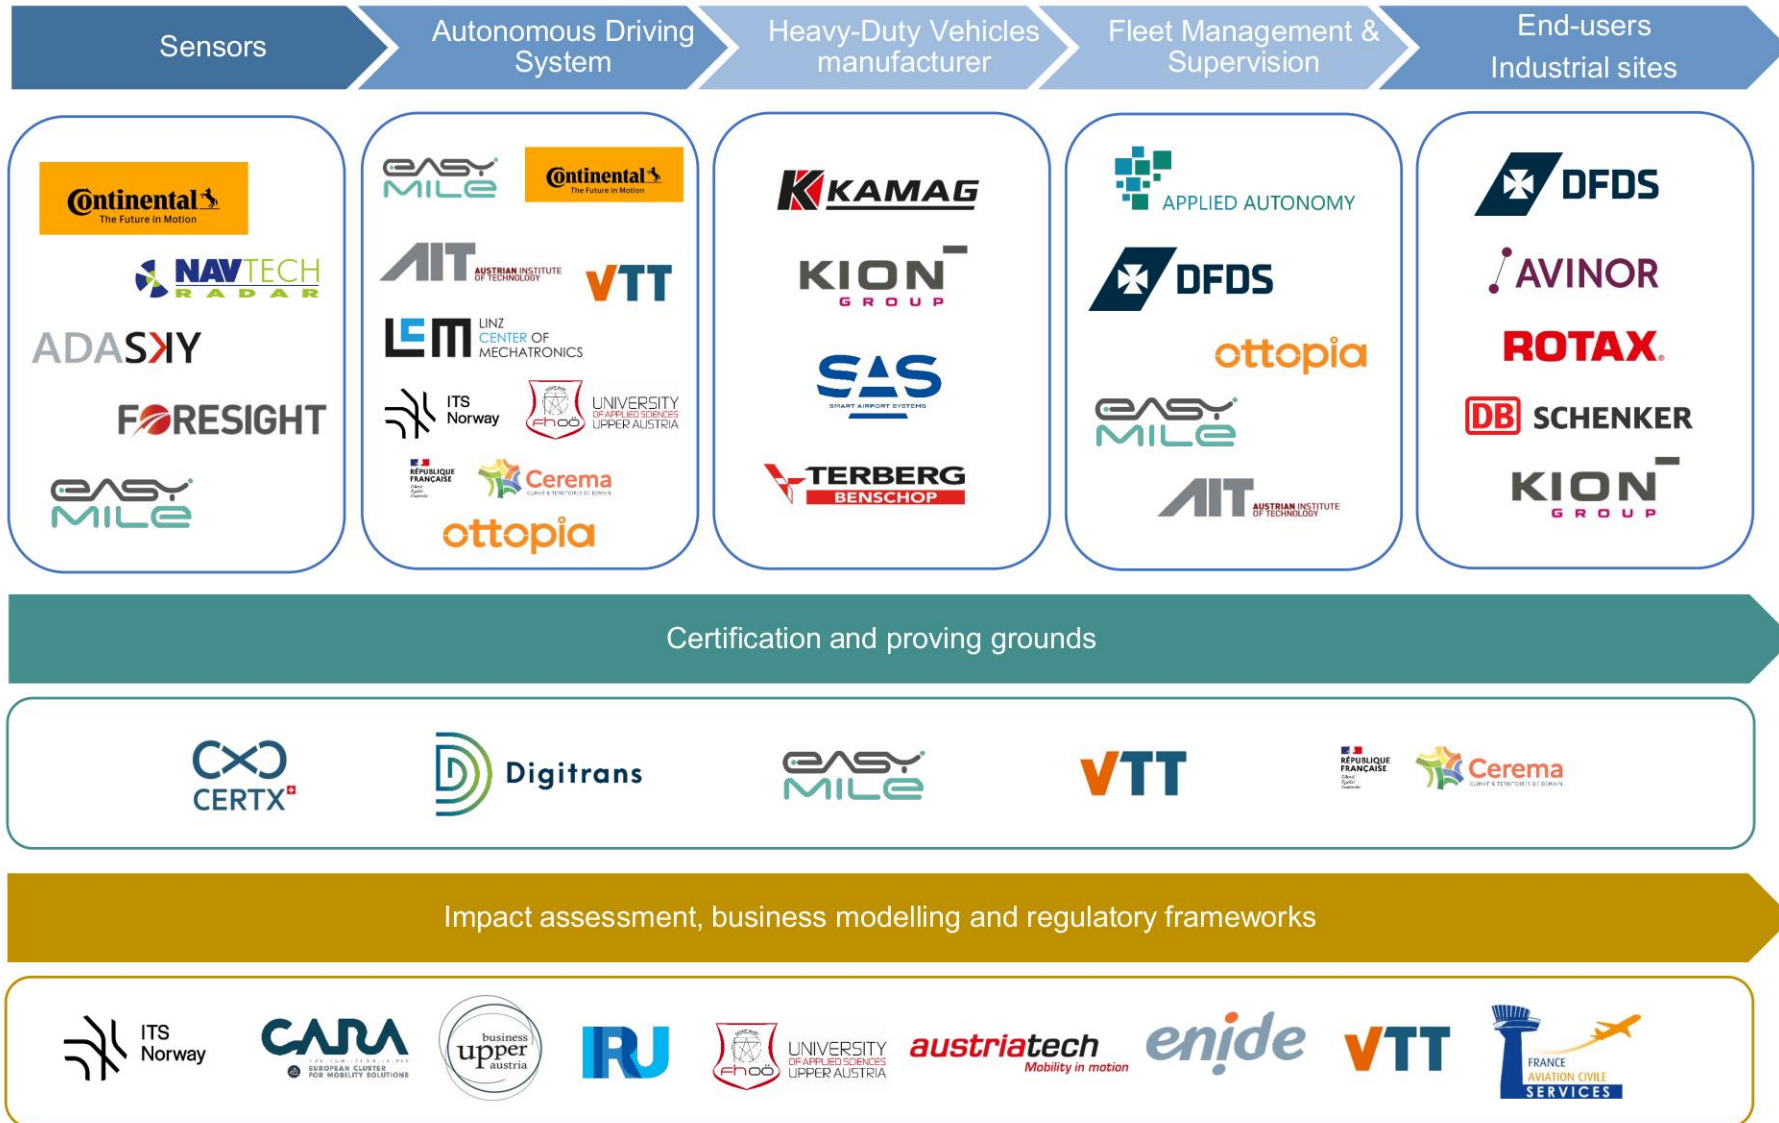 Sensors
Autonomous Driving
System
Heavy-Duty Vehicles
manufacturer
Fleet Management &
Supervision
End-users
Industrial sites
Continental
The Future in Motion
NAVTECH
RADAR
ADASKY
FORESIGHT
EASY
MILE
EASY
MILE
Continental
The Future in Motion
AIT AUSTRIAN INSTITUTE
OF TECHNOLOGY
VTT
LCM
LINZ
CENTER OF
MECHATRONICS
ITS
Norway
fhoö
UNIVERSITY
OF APPLIED SCIENCES
UPPER AUSTRIA
RÉPUBLIQUE
FRANÇAISE
Cerema
ottopia
KAMAG
KION
GROUP
SAS
SMART AIRPORT SYSTEMS
TERBERG
BENSCHOP
APPLIED AUTONOMY
DFDS
ottopia
EASY
MILE
AIT AUSTRIAN INSTITUTE
OF TECHNOLOGY
DFDS
AVINOR
ROTAX®
DB SCHENKER
KION
GROUP
Certification and proving grounds
CERTX
Digitrans
EASY
MILE
VTT
RÉPUBLIQUE
FRANÇAISE
Cerema
Impact assessment, business modelling and regulatory frameworks
ITS
Norway
CARA
EUROPEAN CLUSTER
FOR MOBILITY SOLUTIONS
business
upper
austria
IRU
fhoö
UNIVERSITY
OF APPLIED SCIENCES
UPPER AUSTRIA
austriatech
Mobility in motion
enide
VTT
FRANCE
AVIATION CIVILE
SERVICES